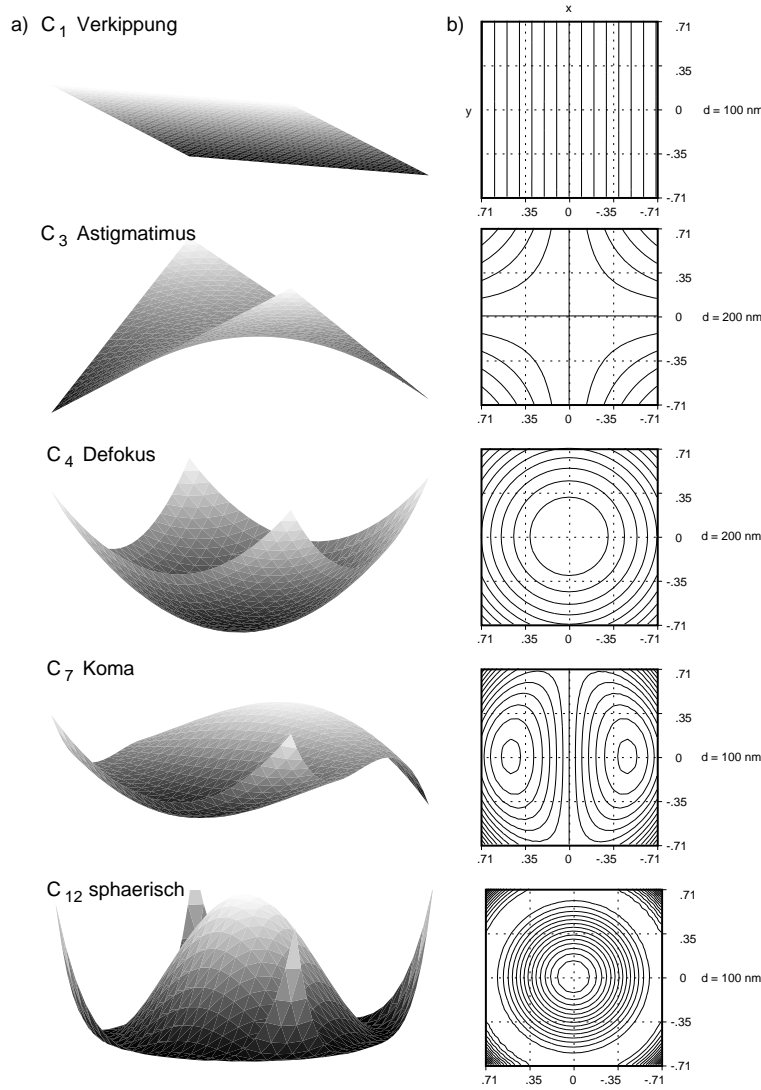 a) C 1 Verkippung
b)
x
.71
.35
y 0 d = 100 nm
-.35
-.71
.71 .35 0 -.35 -.71
C 3 Astigmatimus
.71
.35
0 d = 200 nm
-.35
-.71
.71 .35 0 -.35 -.71
C 4 Defokus
.71
.35
0 d = 200 nm
-.35
-.71
.71 .35 0 -.35 -.71
C 7 Koma
.71
.35
0 d = 100 nm
-.35
-.71
.71 .35 0 -.35 -.71
C 12 sphaerisch
.71
.35
0 d = 100 nm
-.35
-.71
.71 .35 0 -.35 -.71